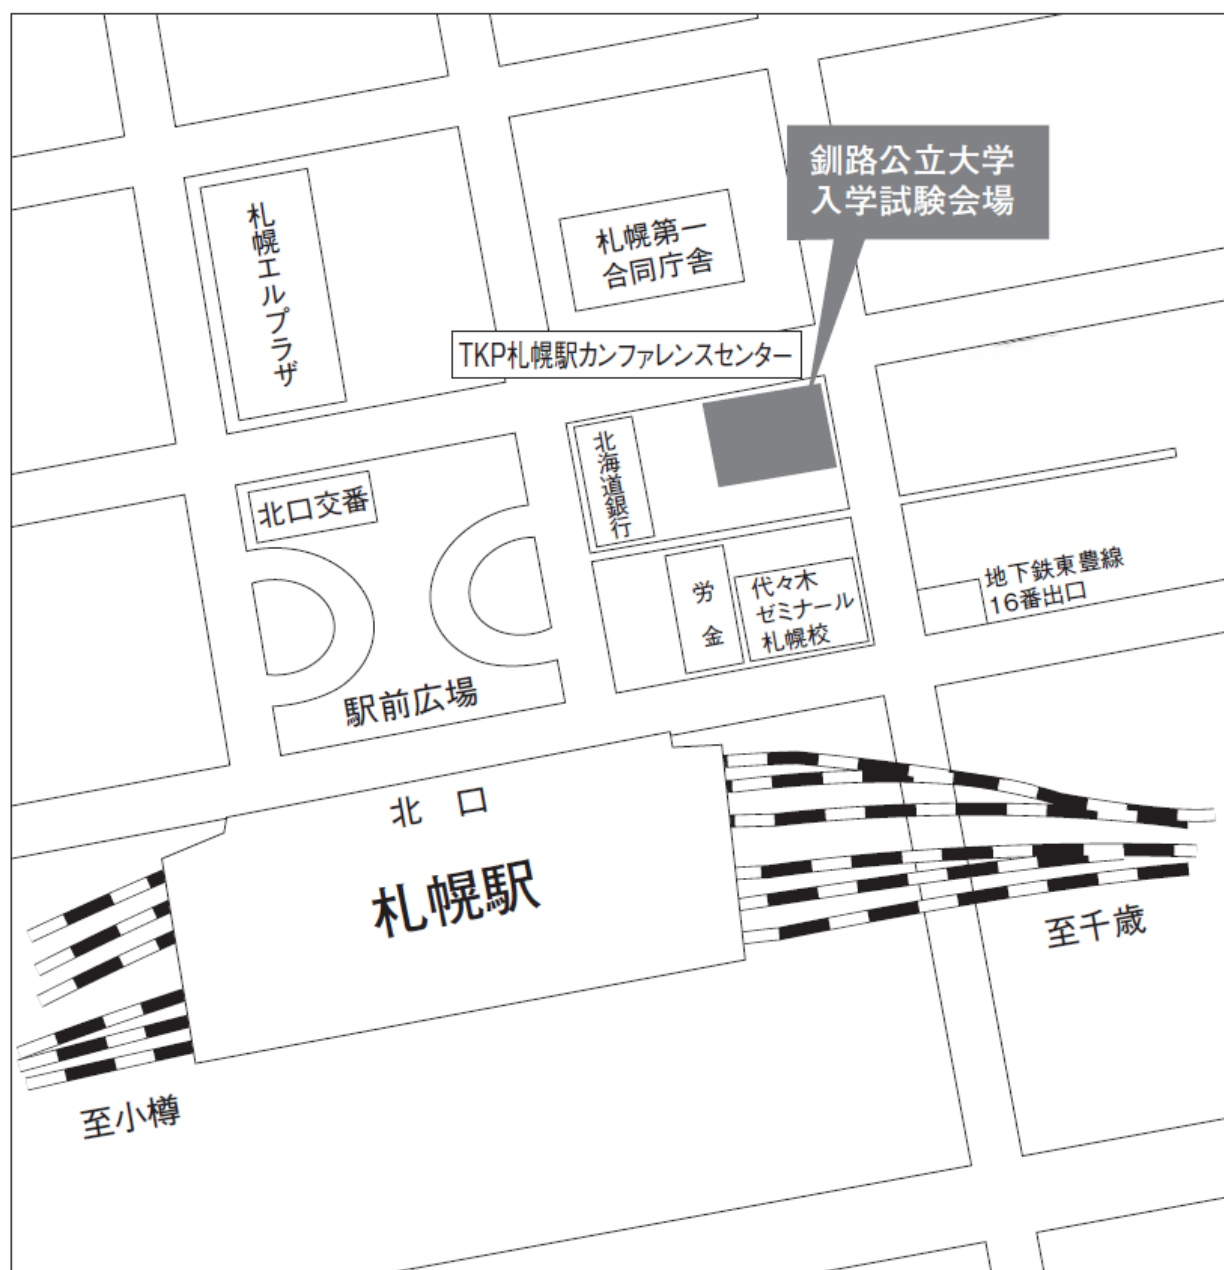 釧路公立大学
入学試験会場
札幌エルプラザ
札幌第一
合同庁舎
TKP札幌駅カンファレンスセンター
北海道銀行
北口交番
労金
代々木
ゼミナール
札幌校
地下鉄東豊線
16番出口
駅前広場
北口
札幌駅
至千歳
至小樽